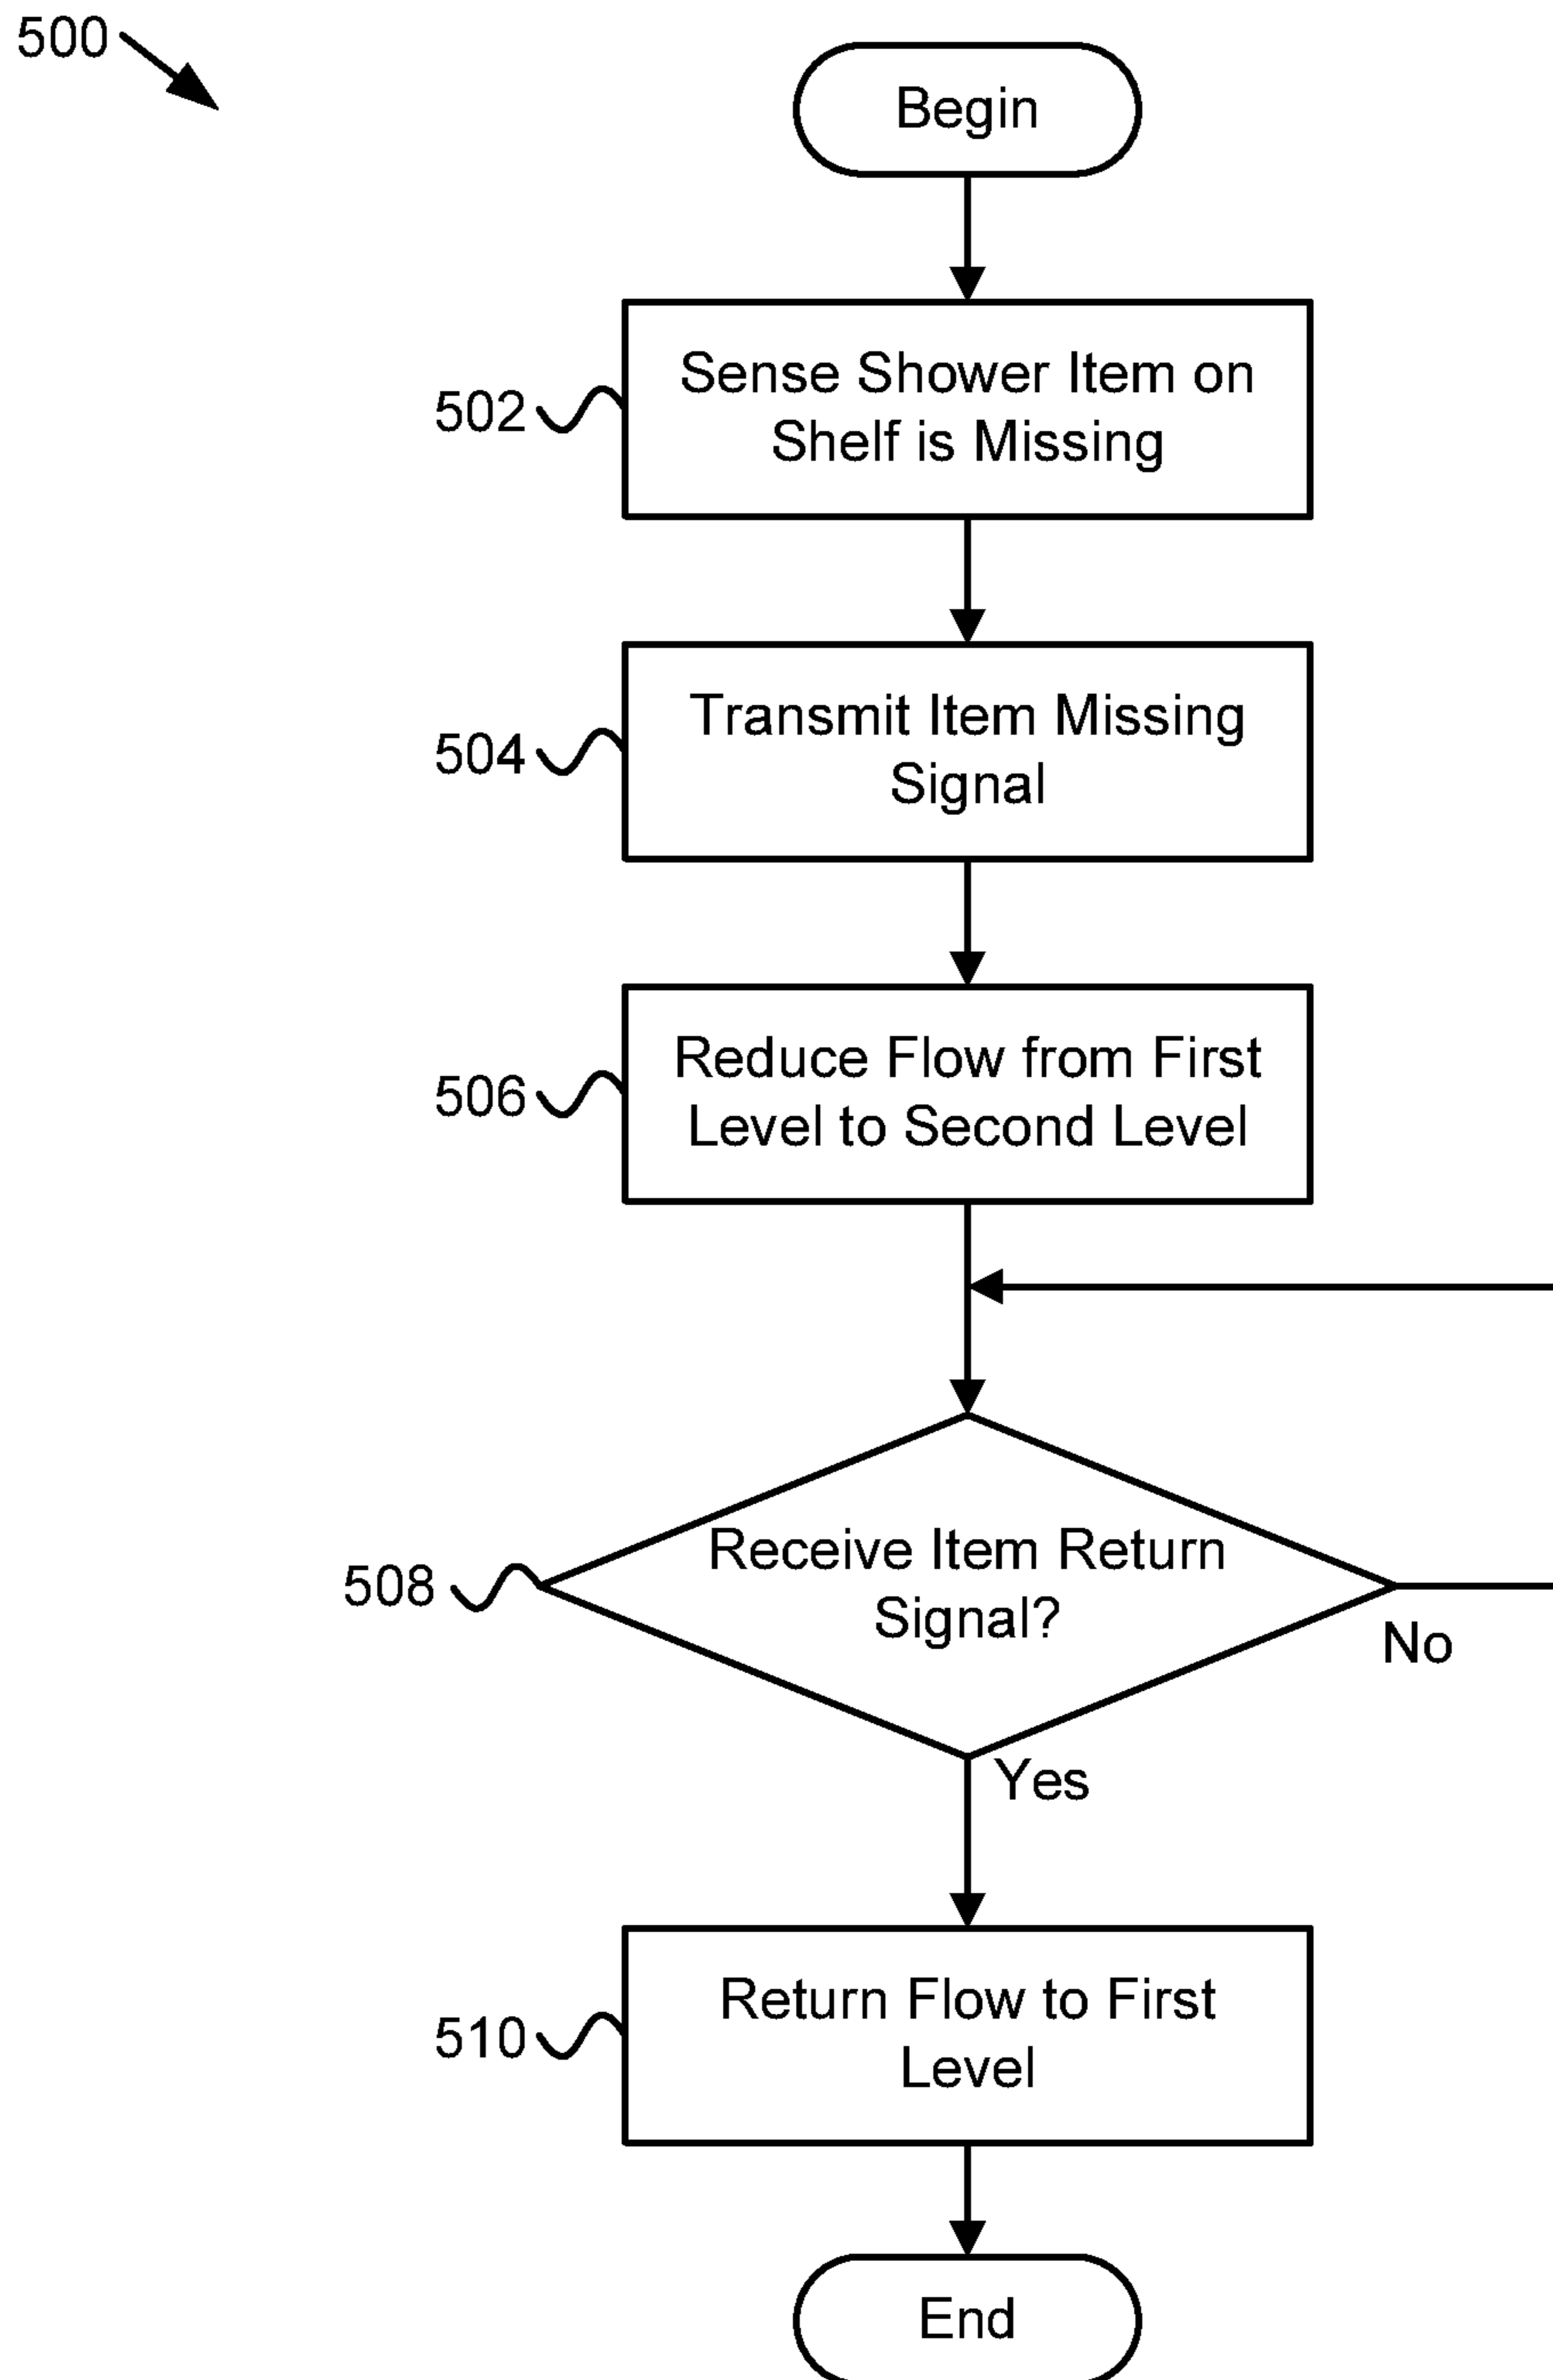 500
Begin
502
Sense Shower Item on
Shelf is Missing
504
Transmit Item Missing
Signal
506
Reduce Flow from First
Level to Second Level
508
Receive Item Return
Signal?
No
Yes
510
Return Flow to First
Level
End